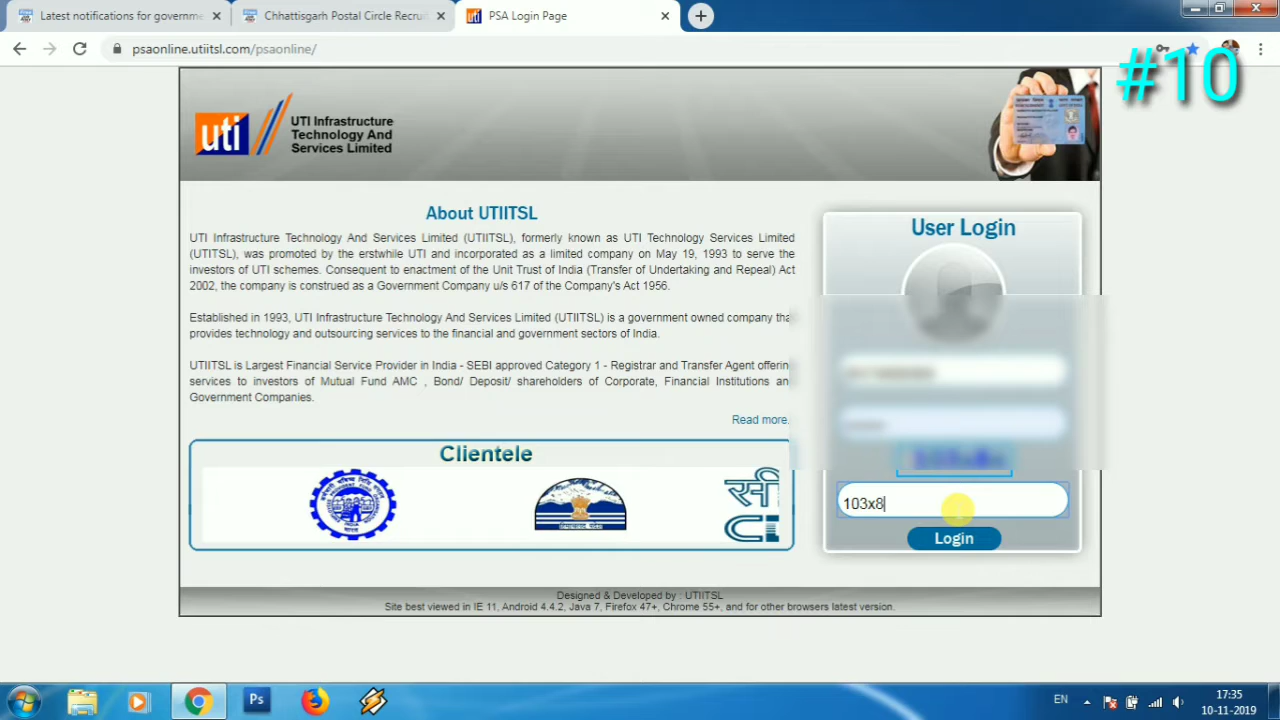 Latest notifications for governme
Chhattisgarh Postal Circle Recrui
PSA Login Page
psaonline.utiitsl.com/psaonline/
#10
uti
UTI Infrastructure
Technology And
Services Limited
About UTIITSL
UTI Infrastructure Technology And Services Limited (UTIITSL), formerly known as UTI Technology Services Limited
(UTITSL), was promoted by the erstwhile UTI and incorporated as a limited company on May 19, 1993 to serve the
investors of UTI schemes. Consequent to enactment of the Unit Trust of India (Transfer of Undertaking and Repeal) Act
2002, the company is construed as a Government Company u/s 617 of the Company's Act 1956.
Established in 1993, UTI Infrastructure Technology And Services Limited (UTIITSL) is a government owned company tha
provides technology and outsourcing services to the financial and government sectors of India.
UTIITSL is Largest Financial Service Provider in India - SEBI approved Category 1 - Registrar and Transfer Agent offering
services to investors of Mutual Fund AMC , Bond/ Deposit/ shareholders of Corporate, Financial Institutions an
Government Companies.
Read more.
Clientele
सी
User Login
103x8
Login
Designed & Developed by : UTIITSL
Site best viewed in IE 11, Android 4.4.2, Java 7, Firefox 47+, Chrome 55+, and for other browsers latest version.
Ps
EN
17:35
10-11-2019